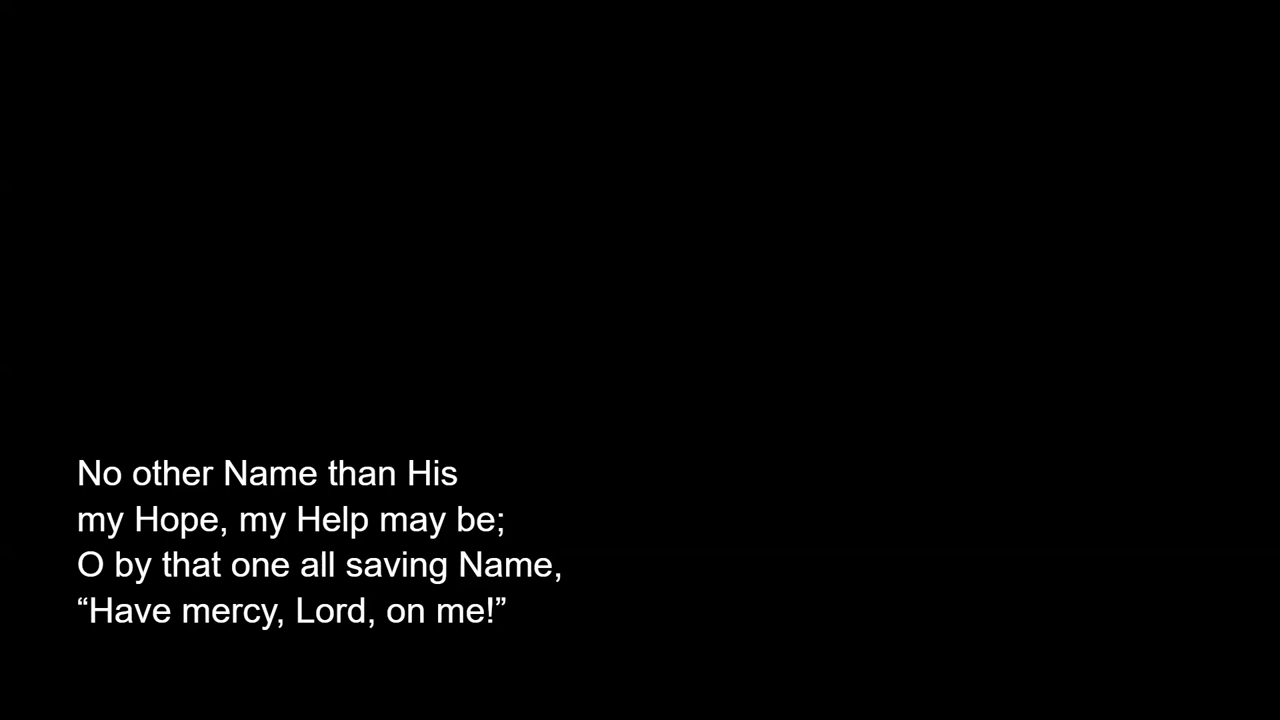 No other Name than His
my Hope, my Help may be;
O by that one all saving Name,
“Have mercy, Lord, on me!”